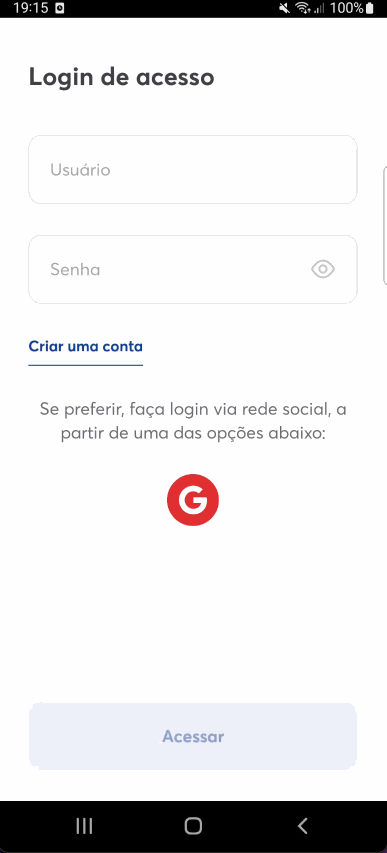 19:15 100%
Login de acesso
Usuário
Senha
Criar uma conta
Se preferir, faça login via rede social, a
partir de uma das opções abaixo:
G
Acessar